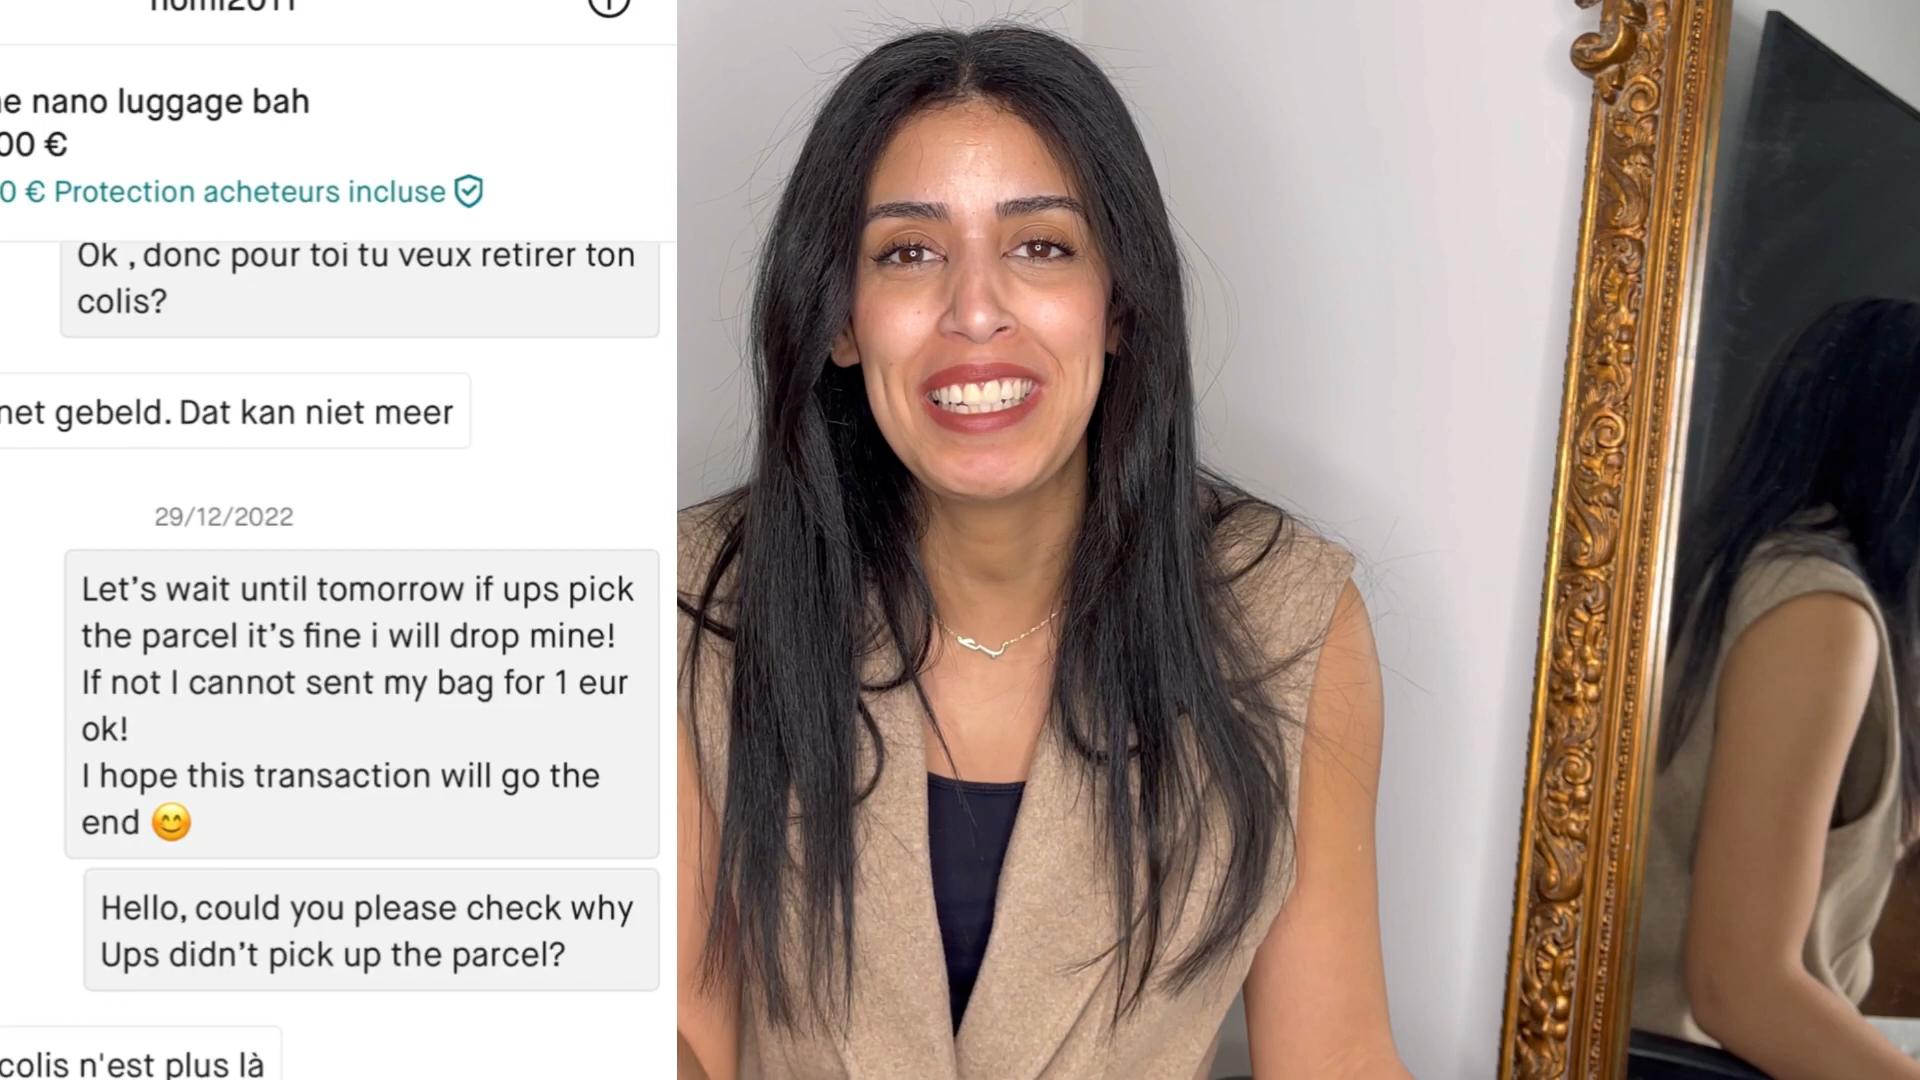 nano luggage bah
00 €
0 € Protection acheteurs incluse
Ok , donc pour toi tu veux retirer ton
colis?
net gebeld. Dat kan niet meer
29/12/2022
Let’s wait until tomorrow if ups pick
the parcel it’s fine i will drop mine!
If not I cannot sent my bag for 1 eur
ok!
I hope this transaction will go the
end 😊
Hello, could you please check why
Ups didn’t pick up the parcel?
colis n'est plus là